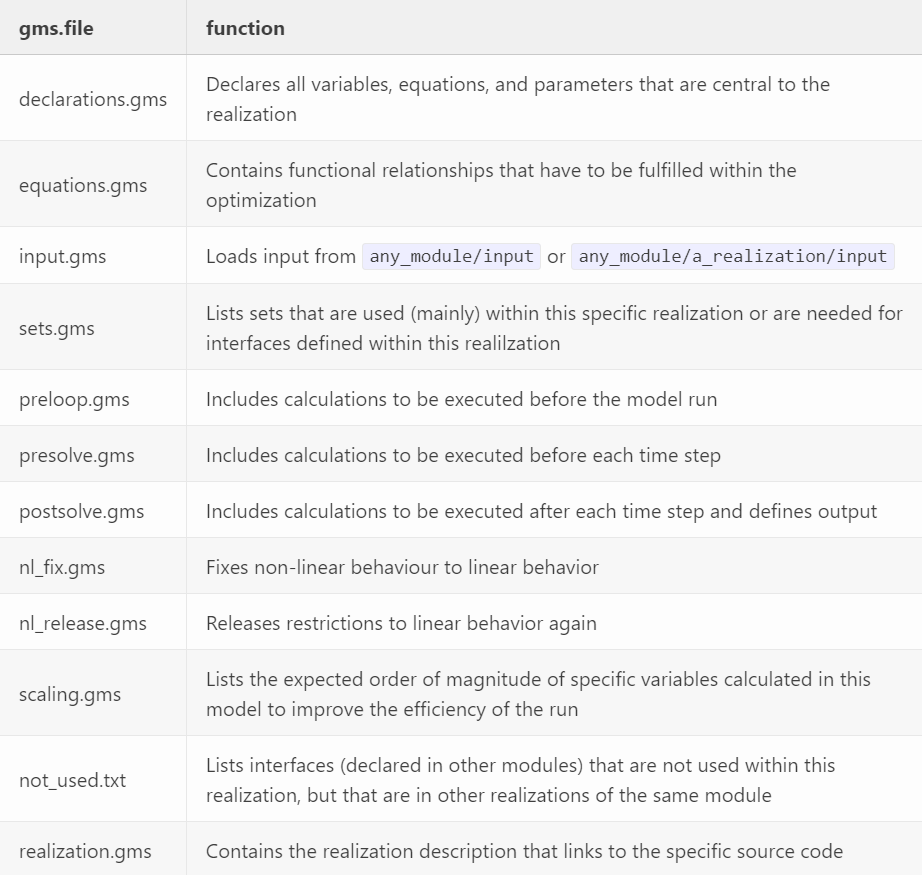 gms.file function
declarations.gms Declares all variables, equations, and parameters that are central to the
realization
equations.gms Contains functional relationships that have to be fulfilled within the
optimization
input.gms Loads input from any_module/input or any_module/a_realization/input
sets.gms Lists sets that are used (mainly) within this specific realization or are needed for
interfaces defined within this realilzation
preloop.gms Includes calculations to be executed before the model run
presolve.gms Includes calculations to be executed before each time step
postsolve.gms Includes calculations to be executed after each time step and defines output
nl_fix.gms Fixes non-linear behaviour to linear behavior
nl_release.gms Releases restrictions to linear behavior again
scaling.gms Lists the expected order of magnitude of specific variables calculated in this
model to improve the efficiency of the run
not_used.txt Lists interfaces (declared in other modules) that are not used within this
realization, but that are in other realizations of the same module
realization.gms Contains the realization description that links to the specific source code